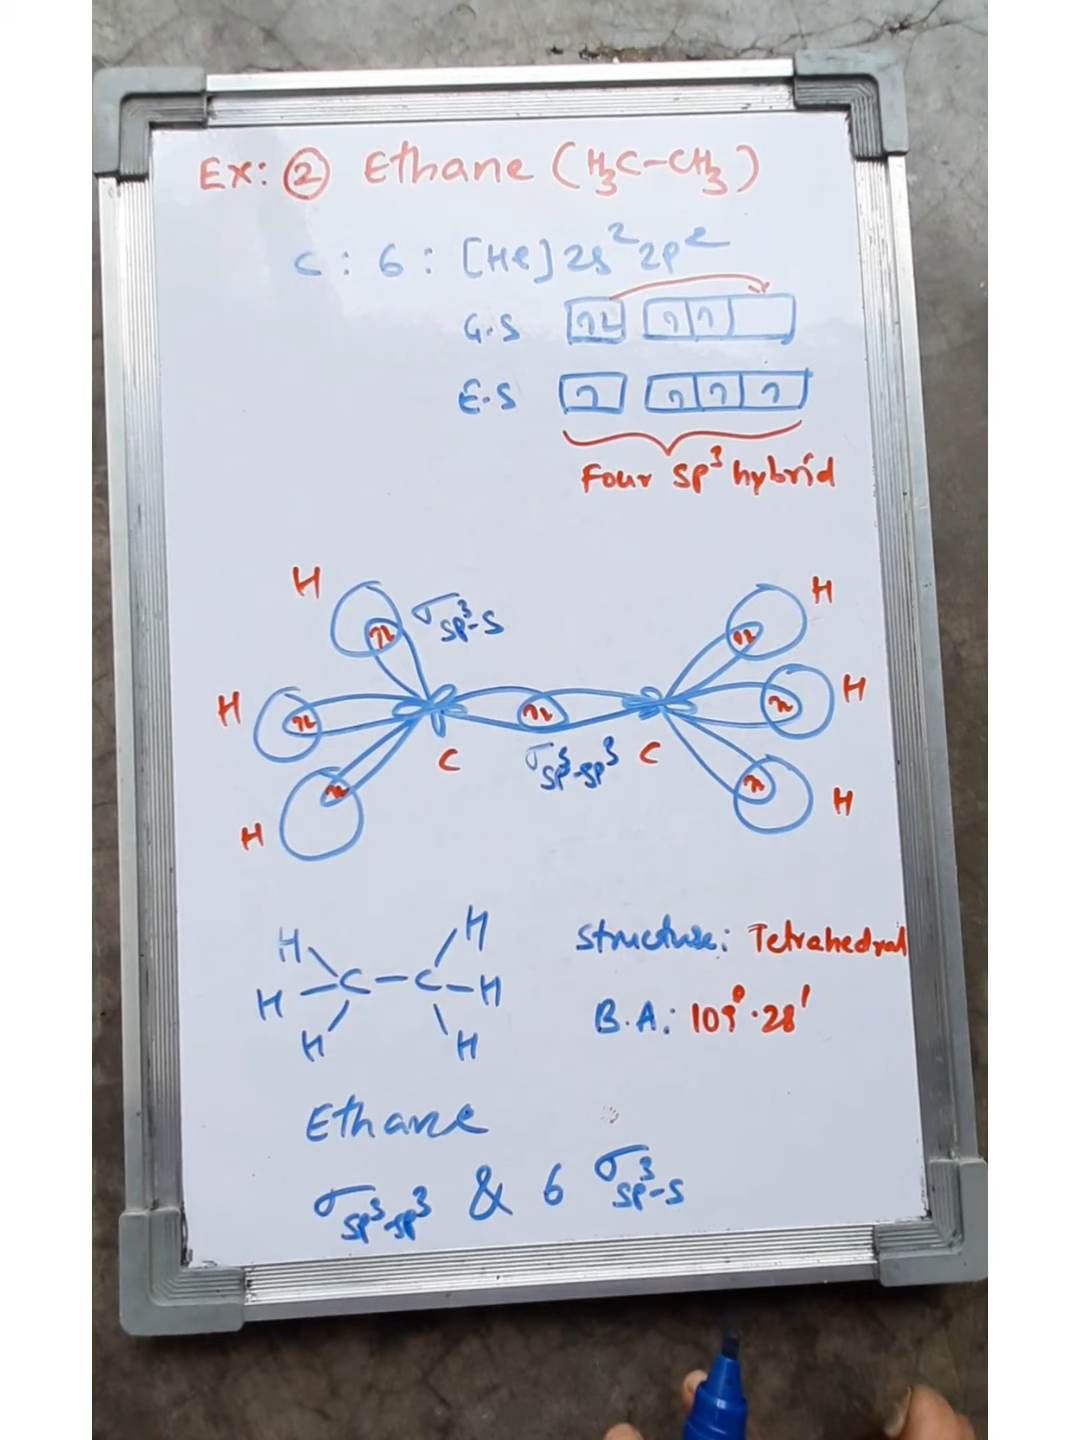 Ex: ② Ethane (H₃C-CH₃)
C : 6 : [He] 2s² 2p²
G.S ↿⇂ ↿ ↿
E.S ↿ ↿ ↿ ↿
Four sp³ hybrid
H σsp³-s H
H ↿⇂ ↿⇂ H
↿⇂ ↿⇂ ↿⇂
C σsp³-sp³ C
↿⇂ ↿⇂
H H
H H
H - C - C - H
H H
Structure: Tetrahedral
B.A: 109°.28'
Ethane
σsp³-sp³ & 6 σsp³-s